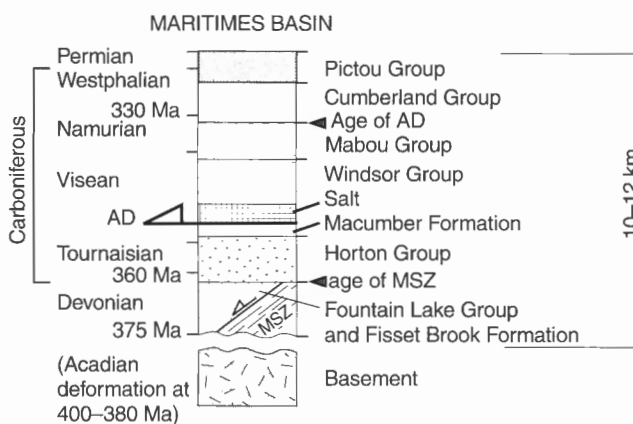 MARITIMES BASIN
Permian
Westphalian
330 Ma
Namurian
Visean
AD
Tournaisian
360 Ma
Devonian
375 Ma
(Acadian
deformation at
400–380 Ma)
Carboniferous
MSZ
Pictou Group
Cumberland Group
Age of AD
Mabou Group
Windsor Group
Salt
Macumber Formation
Horton Group
age of MSZ
Fountain Lake Group
and Fisset Brook Formation
Basement
10–12 km